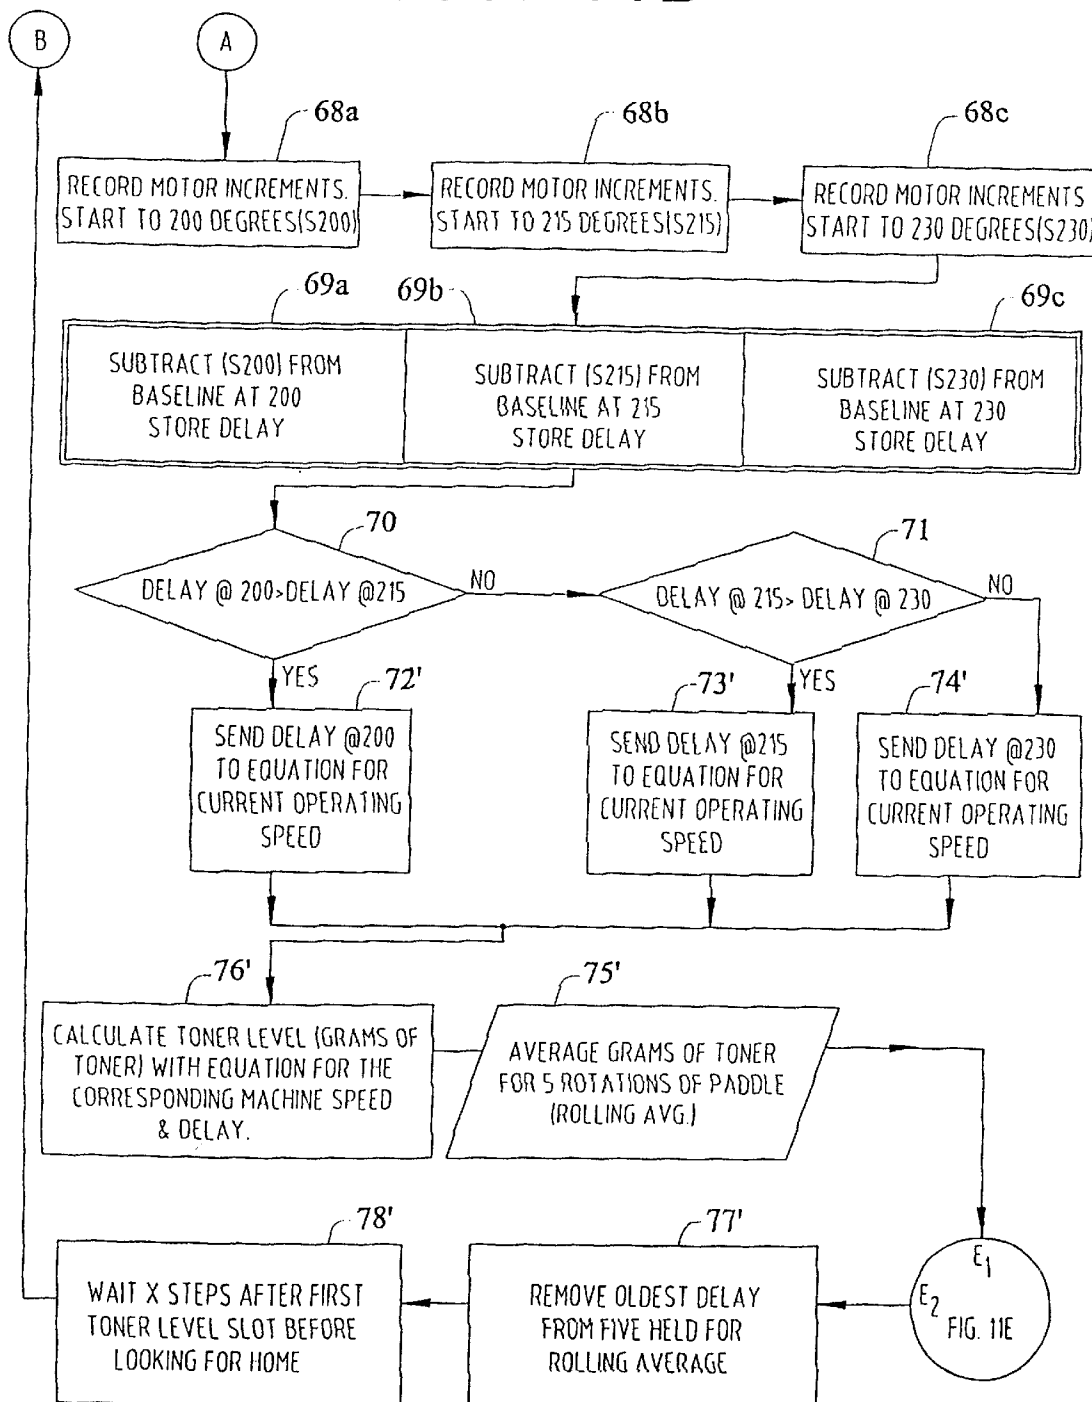 B
A
68a
68b
68c
RECORD MOTOR INCREMENTS.
START TO 200 DEGREES(S200)
RECORD MOTOR INCREMENTS.
START TO 215 DEGREES(S215)
RECORD MOTOR INCREMENTS
START TO 230 DEGREES(S230)
69a
69b
69c
SUBTRACT (S200) FROM
BASELINE AT 200
STORE DELAY
SUBTRACT (S215) FROM
BASELINE AT 215
STORE DELAY
SUBTRACT (S230) FROM
BASELINE AT 230
STORE DELAY
70
71
DELAY @ 200>DELAY @215
NO
DELAY @ 215> DELAY @ 230
NO
YES
YES
72'
73'
74'
SEND DELAY @200
TO EQUATION FOR
CURRENT OPERATING
SPEED
SEND DELAY @215
TO EQUATION FOR
CURRENT OPERATING
SPEED
SEND DELAY @230
TO EQUATION FOR
CURRENT OPERATING
SPEED
76'
75'
CALCULATE TONER LEVEL (GRAMS OF
TONER) WITH EQUATION FOR THE
CORRESPONDING MACHINE SPEED
& DELAY.
AVERAGE GRAMS OF TONER
FOR 5 ROTATIONS OF PADDLE
(ROLLING AVG.)
78'
77'
WAIT X STEPS AFTER FIRST
TONER LEVEL SLOT BEFORE
LOOKING FOR HOME
REMOVE OLDEST DELAY
FROM FIVE HELD FOR
ROLLING AVERAGE
E1
E2
FIG. 11E